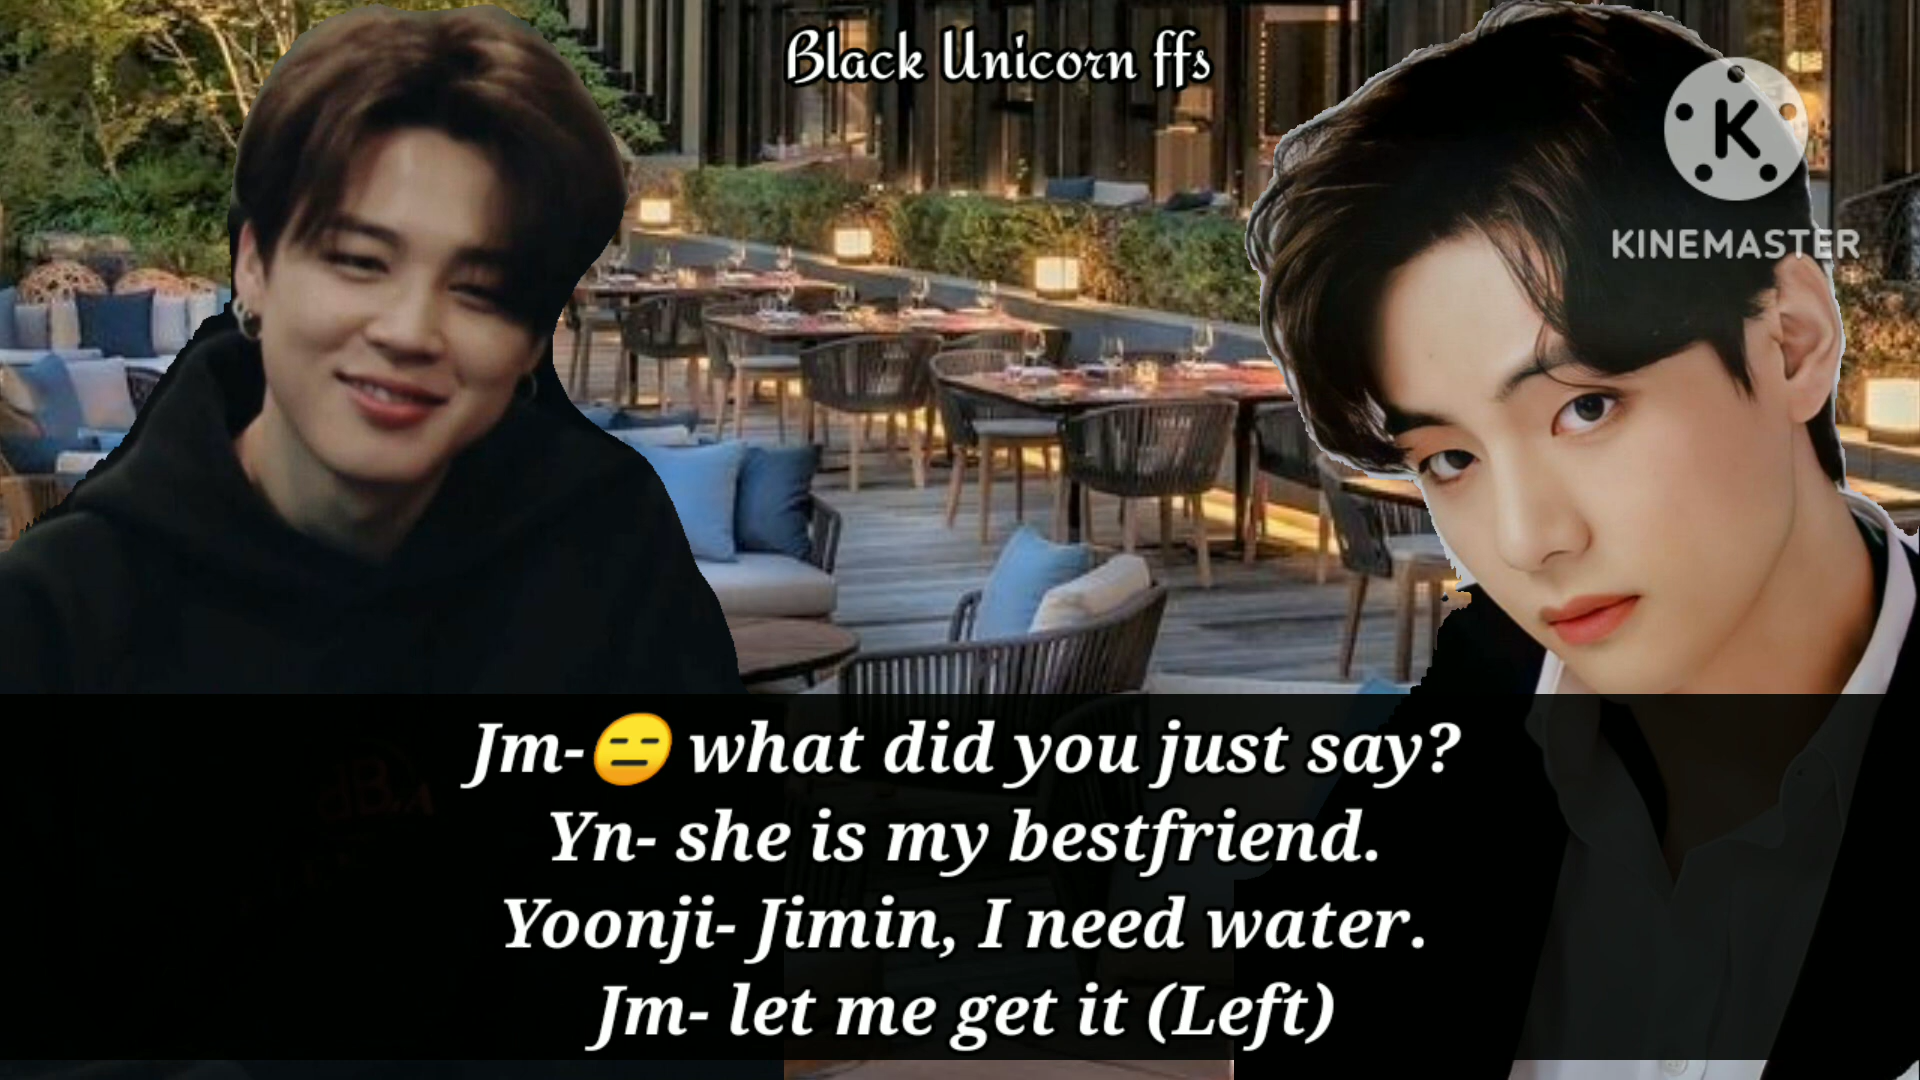 Black Unicorn ffs
K
KINEMASTER
Jm-😑 what did you just say?
Yn- she is my bestfriend.
Yoonji- Jimin, I need water.
Jm- let me get it (Left)